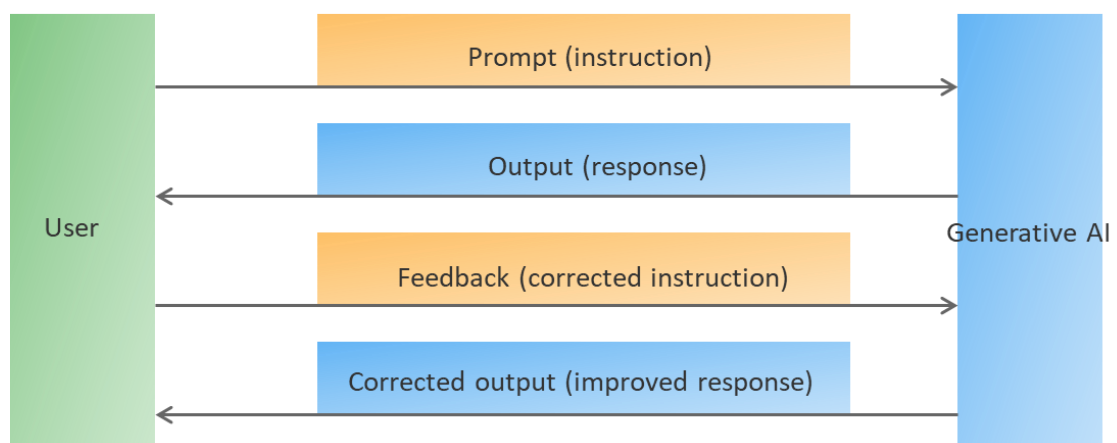 Prompt (instruction)
Output (response)
User
Generative AI
Feedback (corrected instruction)
Corrected output (improved response)